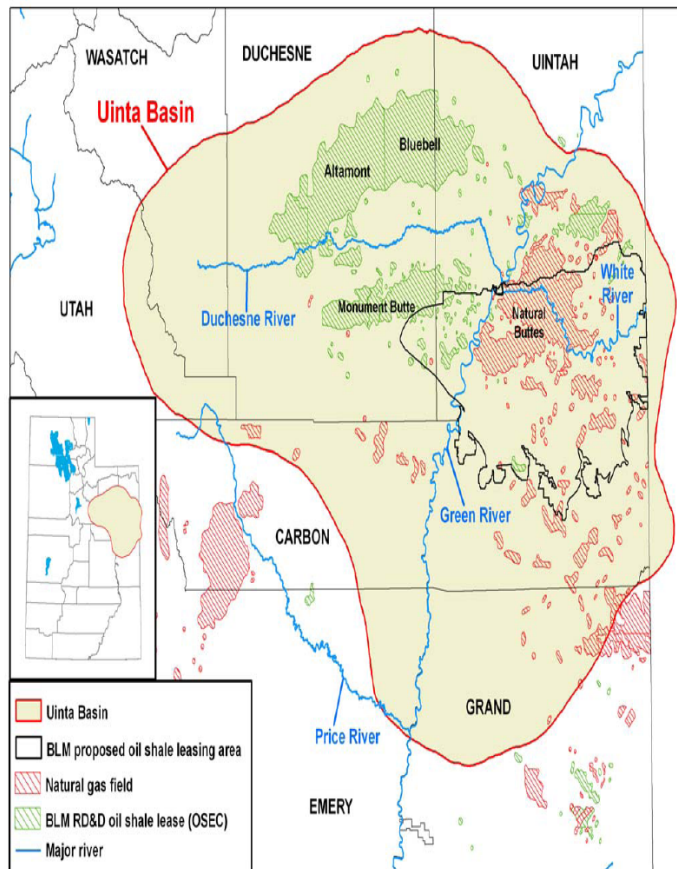 WASATCH
DUCHESNE
UINTAH
Uinta Basin
Bluebell
Altamont
White
River
UTAH
Duchesne River
Monument Butte
Natural
Buttes
Green River
CARBON
GRAND
Price River
EMERY
Uinta Basin
BLM proposed oil shale leasing area
Natural gas field
BLM RD&D oil shale lease (OSEC)
Major river